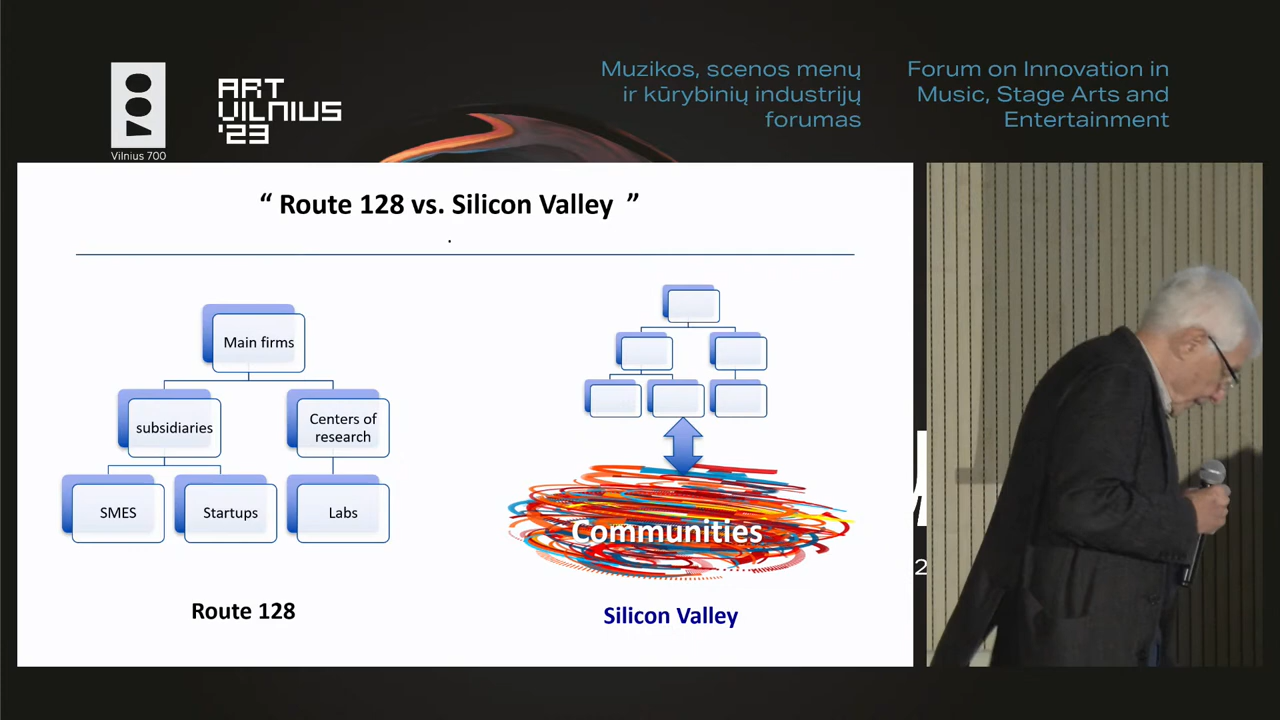 Vilnius 700
ART
VILNIUS
'23
Muzikos, scenos menų
ir kūrybinių industrijų
forumas
Forum on Innovation in
Music, Stage Arts and
Entertainment
“ Route 128 vs. Silicon Valley ”
Main firms
subsidiaries
Centers of
research
SMES
Startups
Labs
Route 128
Communities
Silicon Valley
2